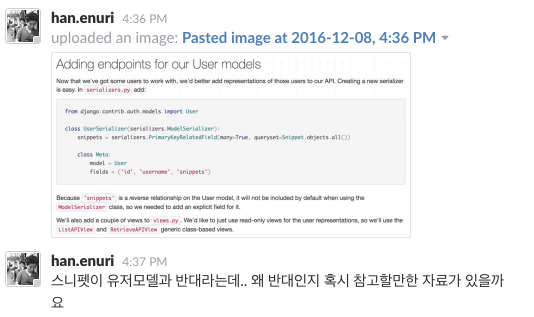 han.enuri 4:36 PM
uploaded an image: Pasted image at 2016-12-08, 4:36 PM
Adding endpoints for our User models
Now that we've got some users to work with, we'd better add representations of those users to our API. Creating a new serializer
is easy. In serializers.py add:
from django.contrib.auth.models import User
class UserSerializer(serializers.ModelSerializer):
snippets = serializers.PrimaryKeyRelatedField(many=True, queryset=Snippet.objects.all())
class Meta:
model = User
fields = ('id', 'username', 'snippets')
Because 'snippets' is a reverse relationship on the User model, it will not be included by default when using the
ModelSerializer class, so we needed to add an explicit field for it.
We'll also add a couple of views to views.py. We'd like to just use read-only views for the user representations, so we'll use the
ListAPIView and RetrieveAPIView generic class-based views.
han.enuri 4:37 PM
스니펫이 유저모델과 반대라는데.. 왜 반대인지 혹시 참고할만한 자료가 있을까
요